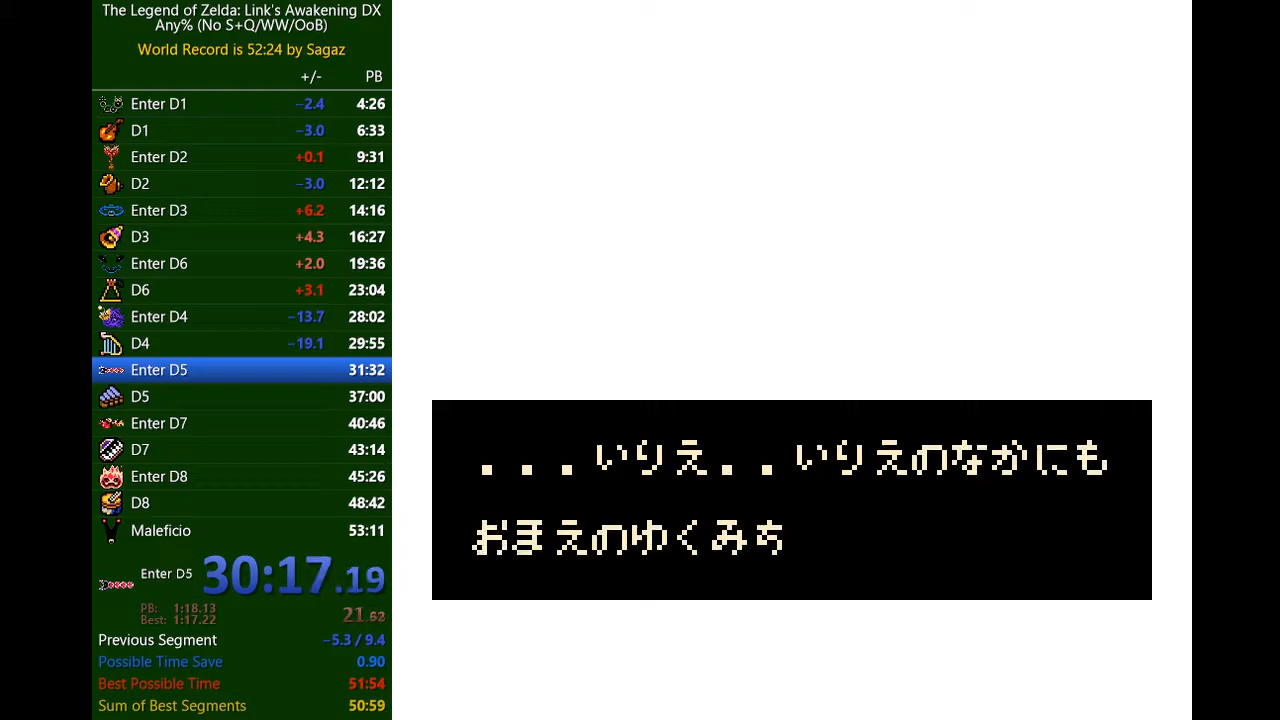 The Legend of Zelda: Link's Awakening DX
Any% (No S+Q/WW/OoB)
World Record is 52:24 by Sagaz
+/- PB
Enter D1 −2.4 4:26
D1 −3.0 6:33
Enter D2 +0.1 9:31
D2 −3.0 12:12
Enter D3 +6.2 14:16
D3 +4.3 16:27
Enter D6 +2.0 19:36
D6 +3.1 23:04
Enter D4 −13.7 28:02
D4 −19.1 29:55
Enter D5 31:32
D5 37:00
Enter D7 40:46
D7 43:14
Enter D8 45:26
D8 48:42
Maleficio 53:11
Enter D5 30:17.19
PB: 1:18.13
Best: 1:17.22
21.62
Previous Segment −5.3 / 9.4
Possible Time Save 0.90
Best Possible Time 51:54
Sum of Best Segments 50:59
...いりえ..いりえのなかにも
おまえのゆくみち